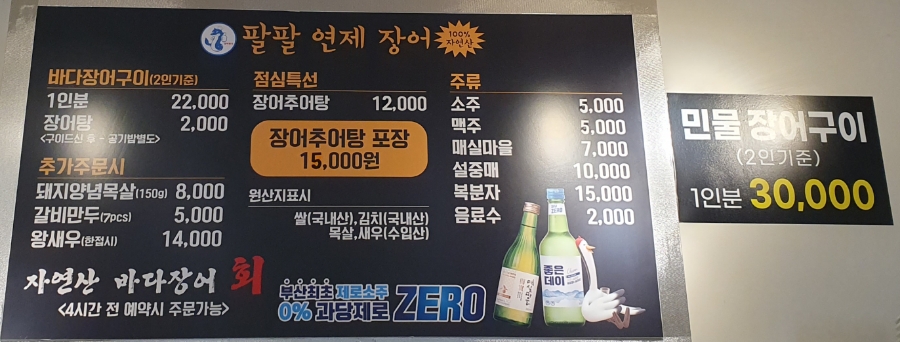 팔팔 연제 장어 100% 자연산
바다장어구이(2인기준)
1인분 22,000
장어탕 2,000
<구이드신 후 - 공기밥별도>
추가주문시
돼지양념목살(150g) 8,000
갈비만두(7pcs) 5,000
왕새우(한접시) 14,000
자연산 바다장어 회
<4시간 전 예약시 주문가능>
점심특선
장어추어탕 12,000
장어추어탕 포장
15,000원
원산지표시
쌀(국내산),김치(국내산)
목살,새우(수입산)
부산최초 제로소주
0% 과당제로 ZERO
주류
소주 5,000
맥주 5,000
매실마을 7,000
설중매 10,000
복분자 15,000
음료수 2,000
좋은
데이
민물 장어구이
(2인기준)
1인분 30,000